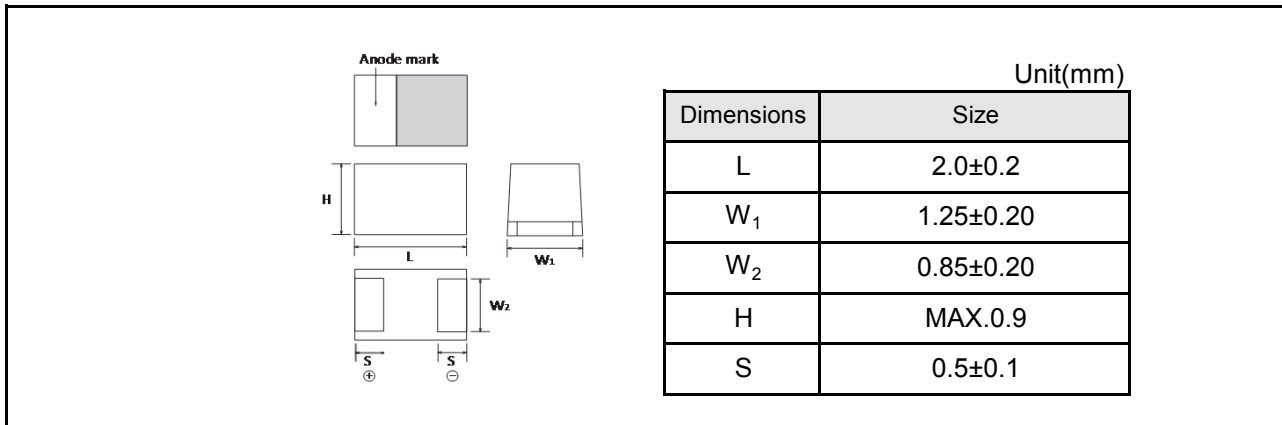 Anode mark
H
L
W₁
W₂
S S
⊕ ⊖
Unit(mm)
Dimensions Size
L 2.0±0.2
W₁ 1.25±0.20
W₂ 0.85±0.20
H MAX.0.9
S 0.5±0.1